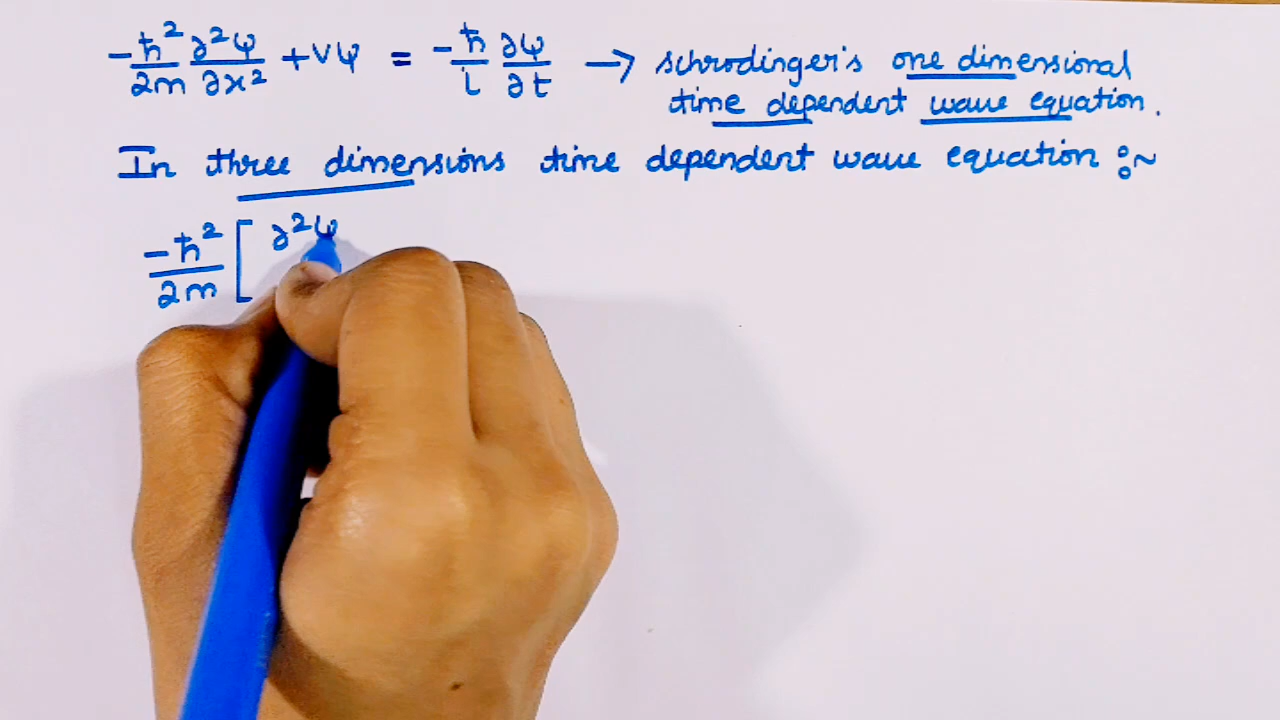 -ħ²/2m ∂²ψ/∂x² + Vψ = -ħ/i ∂ψ/∂t → schrodinger's one dimensional
time dependent wave equation.
In three dimensions time dependent wave equation :~
-ħ²/2m [ ∂²ψ